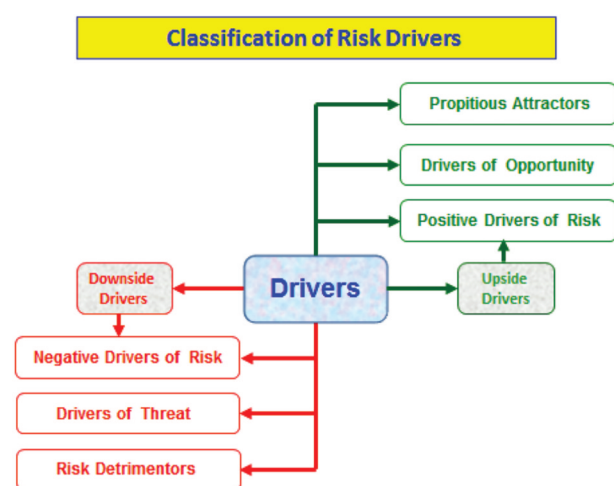 Classification of Risk Drivers
Propitious Attractors
Drivers of Opportunity
Positive Drivers of Risk
Downside
Drivers
Drivers
Upside
Drivers
Negative Drivers of Risk
Drivers of Threat
Risk Detrimentors